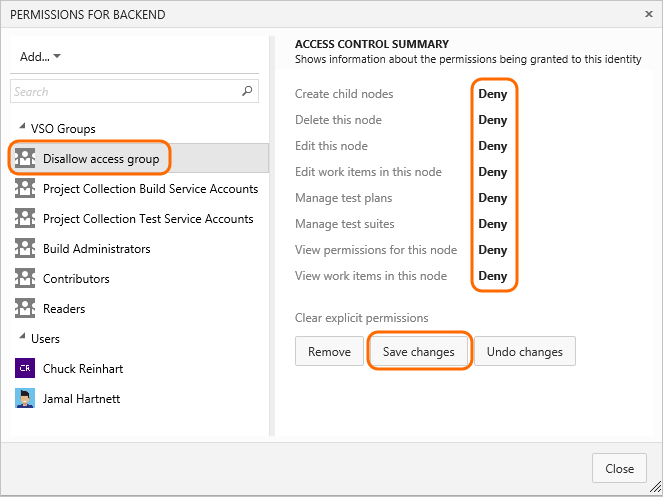 PERMISSIONS FOR BACKEND
Add...
Search
VSO Groups
Disallow access group
Project Collection Build Service Accounts
Project Collection Test Service Accounts
Build Administrators
Contributors
Readers
Users
CR Chuck Reinhart
Jamal Hartnett
ACCESS CONTROL SUMMARY
Shows information about the permissions being granted to this identity
Create child nodes Deny
Delete this node Deny
Edit this node Deny
Edit work items in this node Deny
Manage test plans Deny
Manage test suites Deny
View permissions for this node Deny
View work items in this node Deny
Clear explicit permissions
Remove Save changes Undo changes
Close